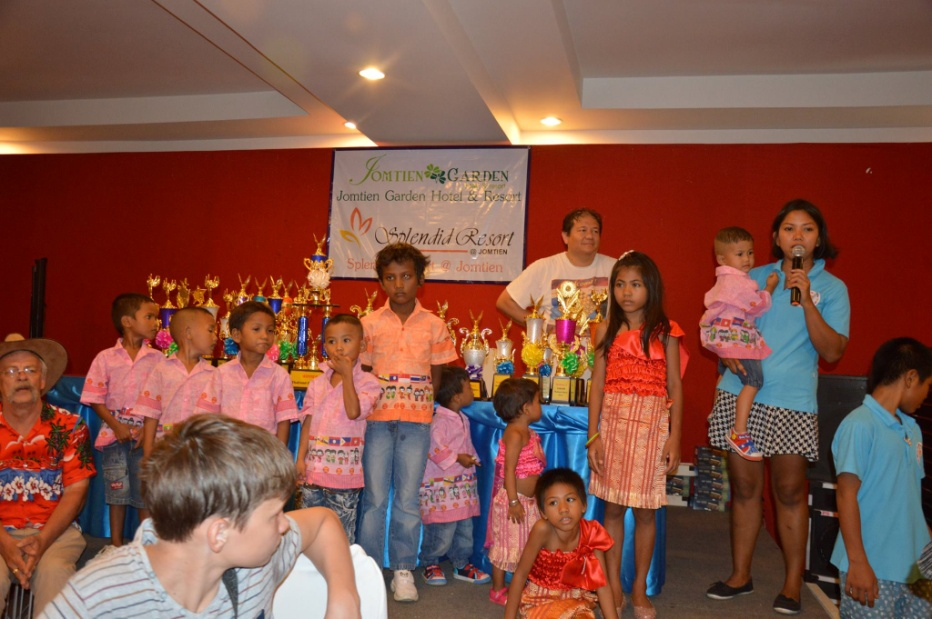 JOMTIEN GARDEN
Jomtien Garden Hotel & Resort
Splendid Resort
@ JOMTIEN
@ Jomtien